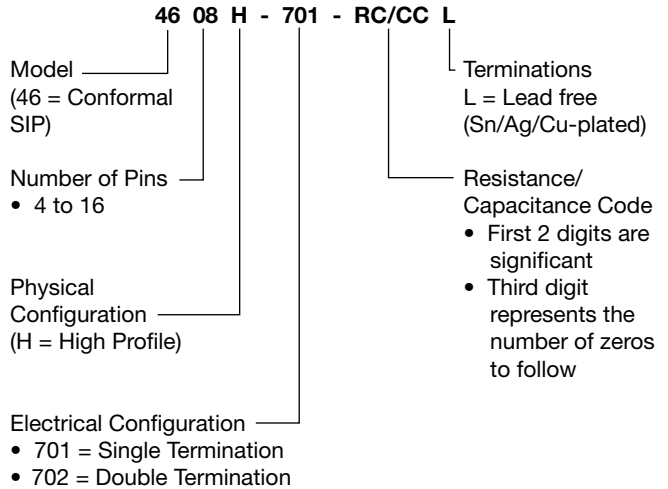 46 08 H - 701 - RC/CC L
Model
(46 = Conformal
SIP)
Number of Pins
• 4 to 16
Physical
Configuration
(H = High Profile)
Electrical Configuration
• 701 = Single Termination
• 702 = Double Termination
Terminations
L = Lead free
(Sn/Ag/Cu-plated)
Resistance/
Capacitance Code
• First 2 digits are
significant
• Third digit
represents the
number of zeros
to follow